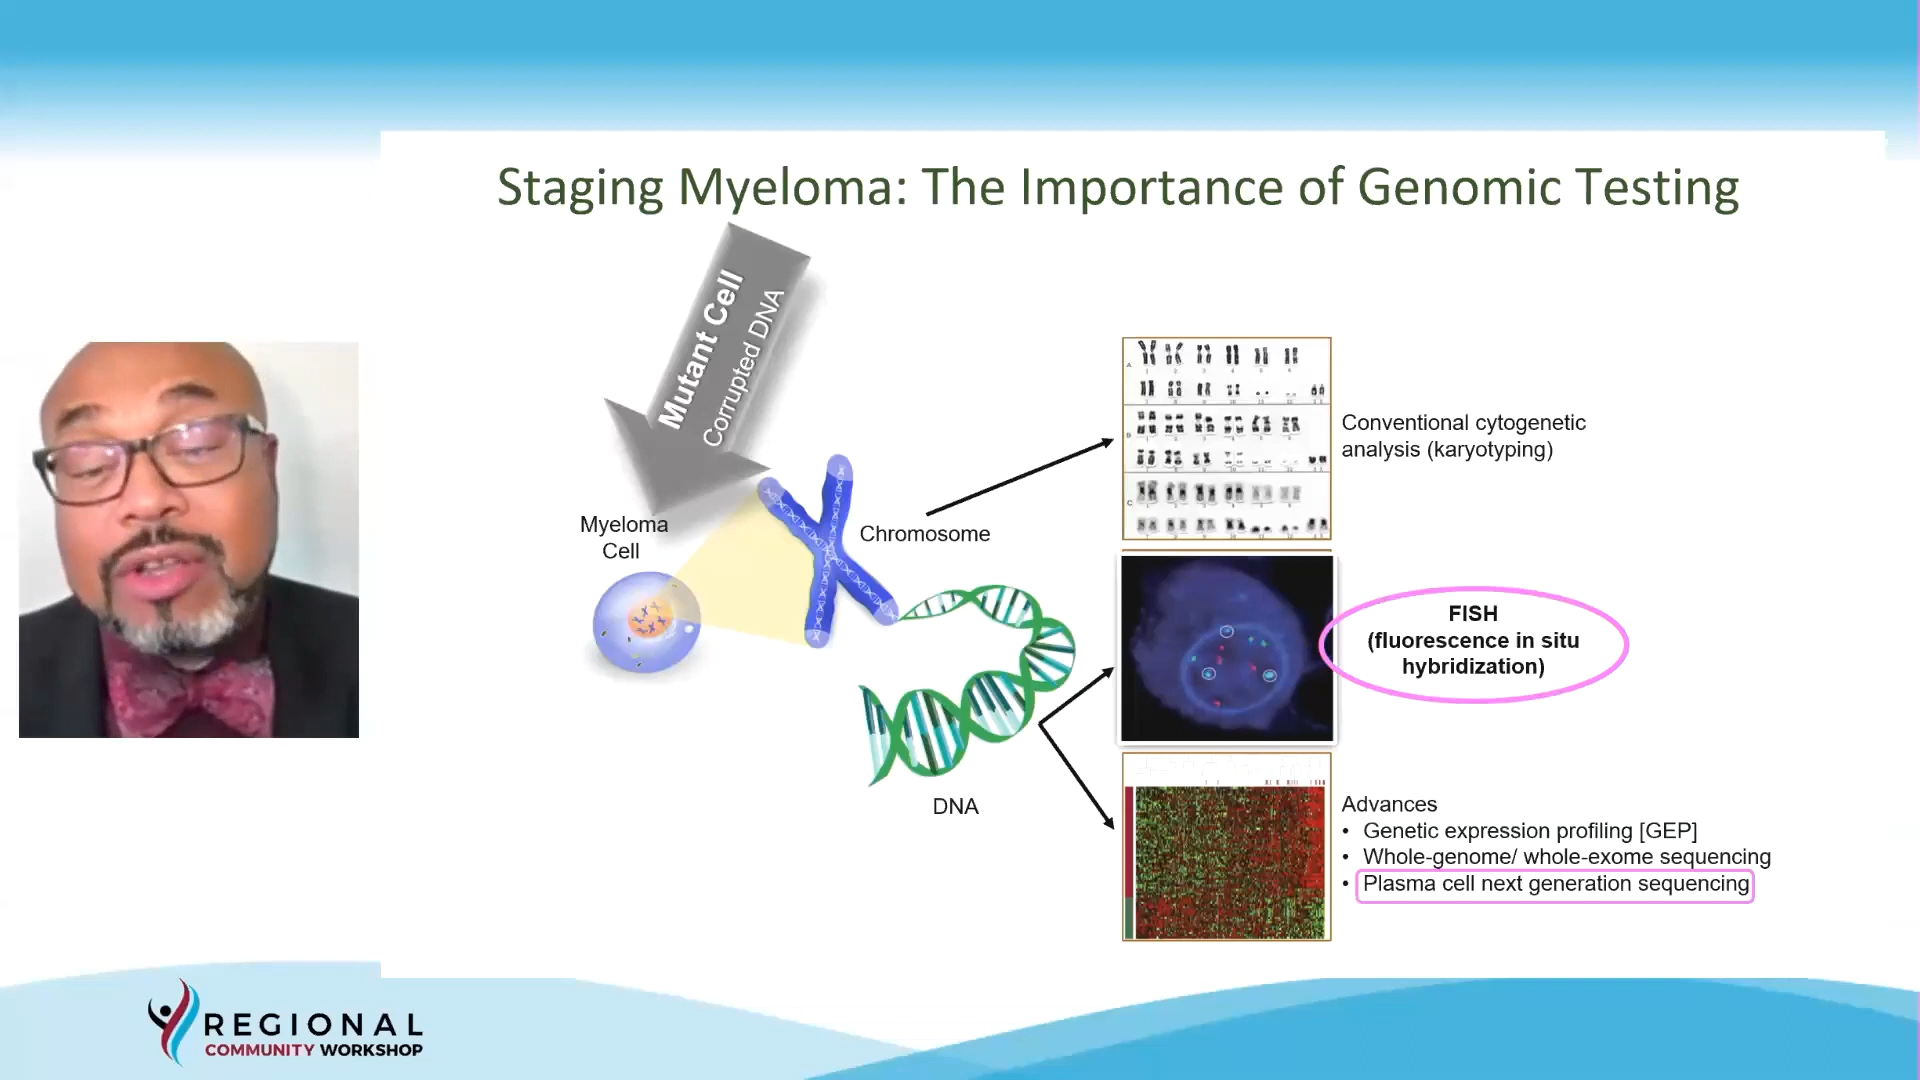 Staging Myeloma: The Importance of Genomic Testing
Mutant Cell
Corrupted DNA
Myeloma
Cell
Chromosome
DNA
Conventional cytogenetic
analysis (karyotyping)
FISH
(fluorescence in situ
hybridization)
Advances
• Genetic expression profiling [GEP]
• Whole-genome/ whole-exome sequencing
• Plasma cell next generation sequencing
REGIONAL
COMMUNITY WORKSHOP